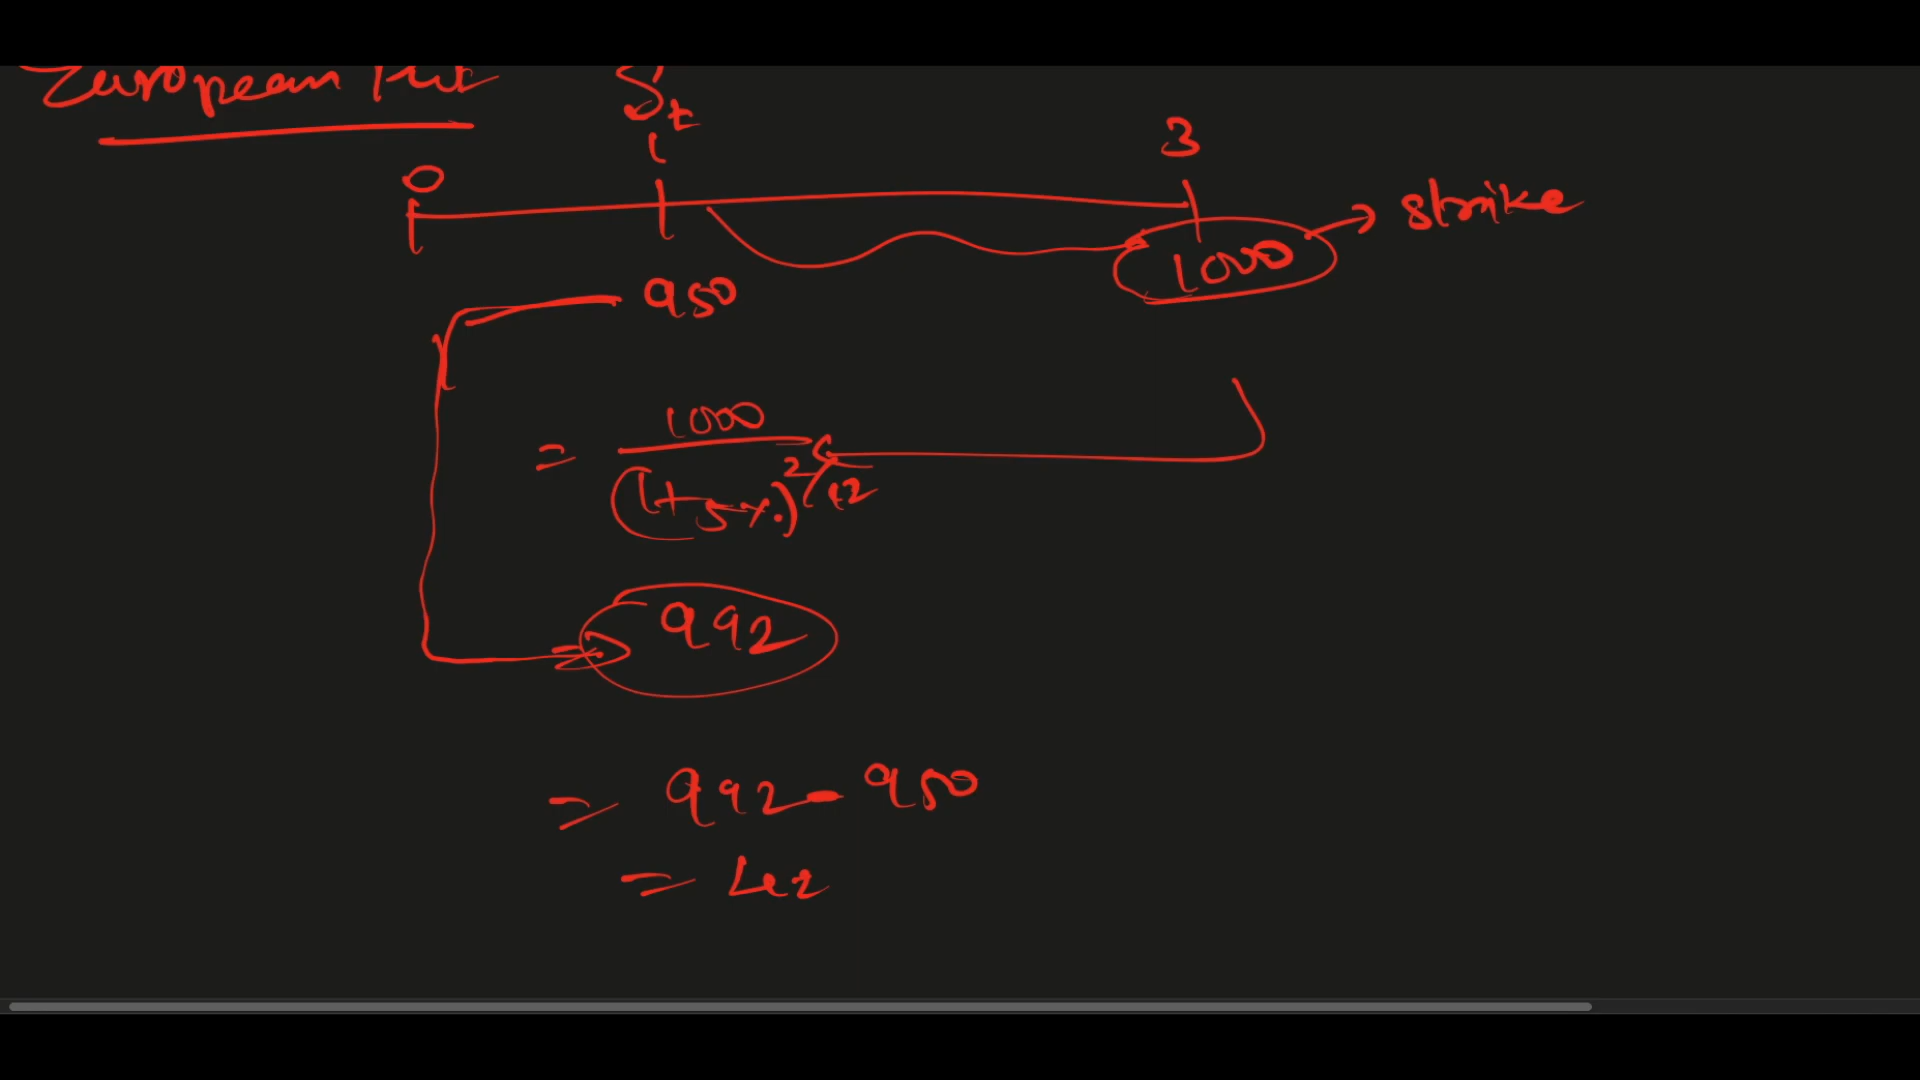 European Put
St
0 1 3
1000 → strike
950
= 1000
(1+5%.)^2/12
992
= 992 - 950
= 42